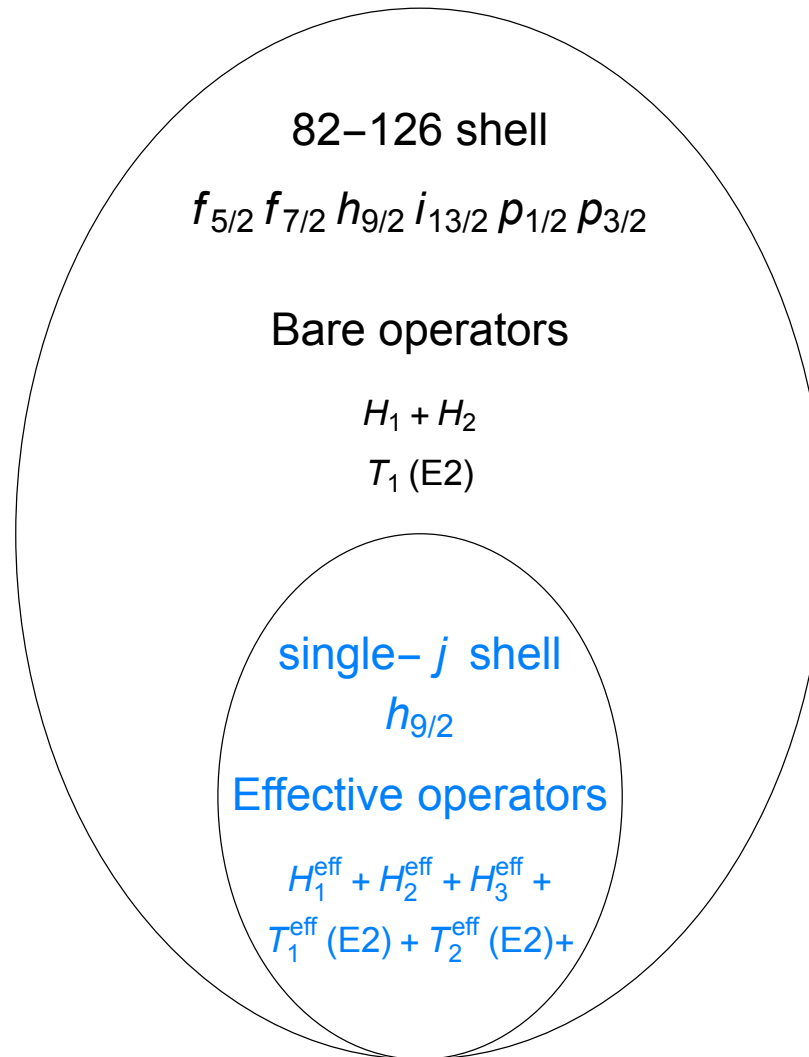 82–126 shell
f5/2 f7/2 h9/2 i13/2 p1/2 p3/2
Bare operators
H1 + H2
T1 (E2)
single– j shell
h9/2
Effective operators
H1eff + H2eff + H3eff +
T1eff (E2) + T2eff (E2)+